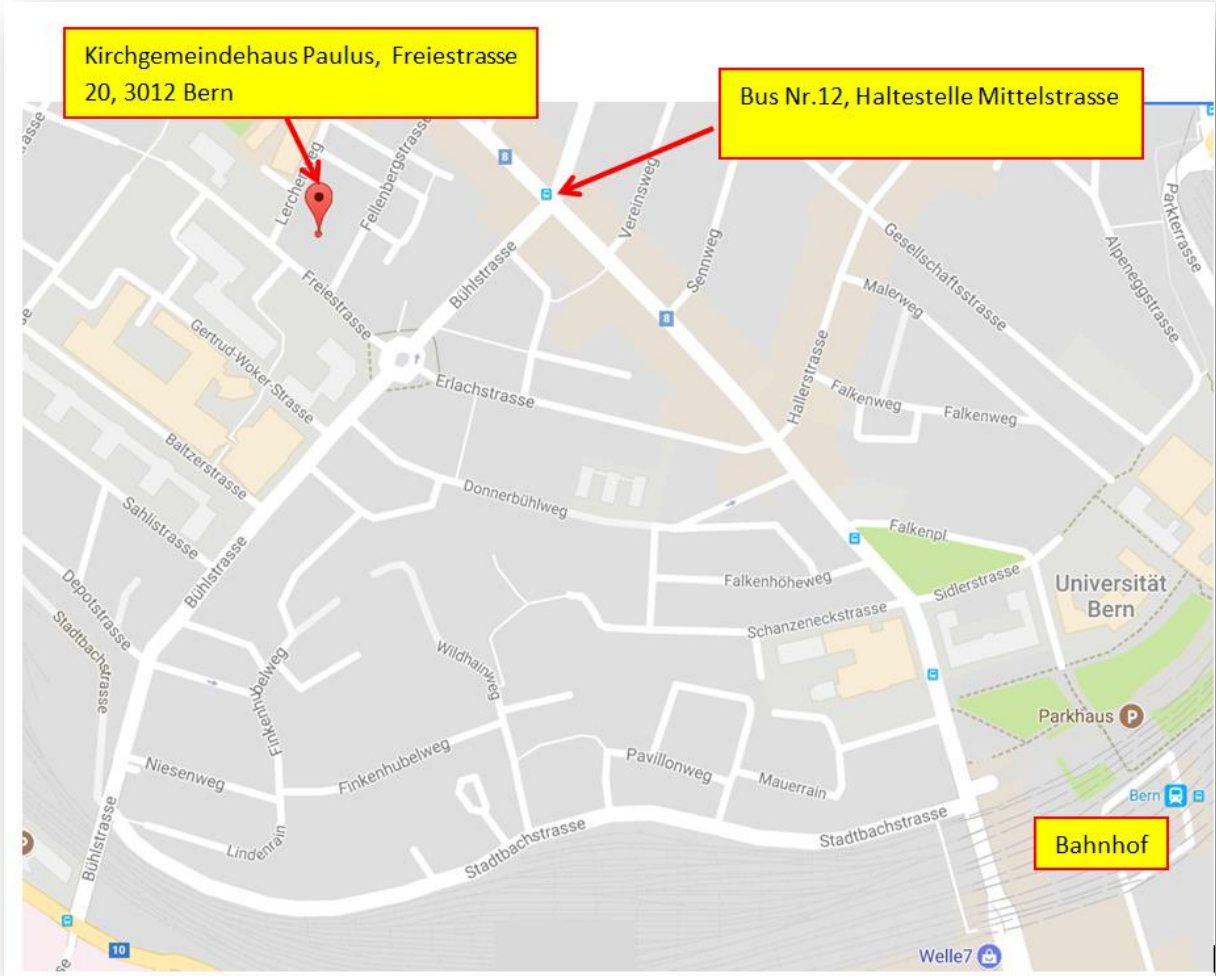 Kirchgemeindehaus Paulus, Freiestrasse
20, 3012 Bern
Bus Nr.12, Haltestelle Mittelstrasse
asse
Lerchenweg
Fellenbergstrasse
8
Vereinsweg
Parkterrasse
Gesellschaftsstrasse
Alpeneggstrasse
Sennweg
Bühlstrasse
Freiestrasse
Malerweg
8
Gertrud-Woker-Strasse
Erlachstrasse
Hallerstrasse
Falkenweg
Falkenweg
Baltzerstrasse
Donnerbühlweg
Sahlistrasse
Falkenpl.
Bühlstrasse
Falkenhöheweg
Sidlerstrasse
Universität
Bern
Depotstrasse
Stadtbachstrasse
Schanzeneckstrasse
Wildhainweg
Finkenhubelweg
Parkhaus P
Niesenweg
Finkenhubelweg
Pavillonweg
Mauerrain
Bern
Bühlstrasse
Lindenrain
Stadtbachstrasse
Stadtbachstrasse
Bahnhof
10
Welle7